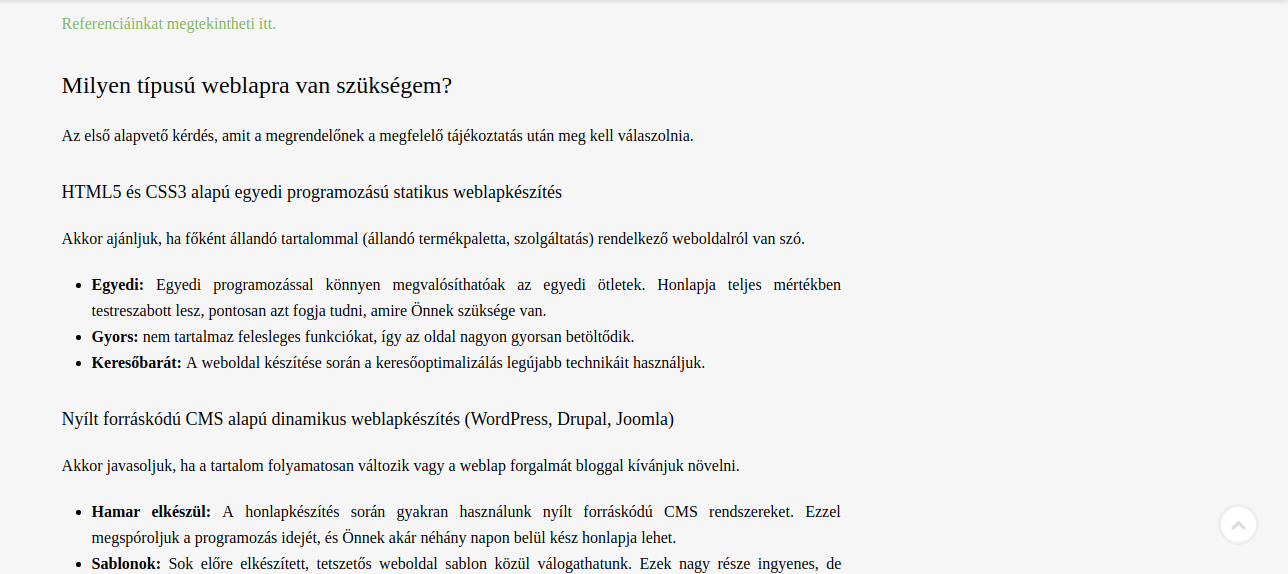 Referenciáinkat megtekintheti itt.
Milyen típusú weblapra van szükségem?
Az első alapvető kérdés, amit a megrendelőnek a megfelelő tájékoztatás után meg kell válaszolnia.
HTML5 és CSS3 alapú egyedi programozású statikus weblapkészítés
Akkor ajánljuk, ha főként állandó tartalommal (állandó termékpaletta, szolgáltatás) rendelkező weboldalról van szó.
Egyedi: Egyedi programozással könnyen megvalósíthatóak az egyedi ötletek. Honlapja teljes mértékben
testreszabott lesz, pontosan azt fogja tudni, amire Önnek szüksége van.
Gyors: nem tartalmaz felesleges funkciókat, így az oldal nagyon gyorsan betöltődik.
Keresőbarát: A weboldal készítése során a keresőoptimalizálás legújabb technikáit használjuk.
Nyílt forráskódú CMS alapú dinamikus weblapkészítés (WordPress, Drupal, Joomla)
Akkor javasoljuk, ha a tartalom folyamatosan változik vagy a weblap forgalmát bloggal kívánjuk növelni.
Hamar elkészül: A honlapkészítés során gyakran használunk nyílt forráskódú CMS rendszereket. Ezzel
megspóroljuk a programozás idejét, és Önnek akár néhány napon belül kész honlapja lehet.
Sablonok: Sok előre elkészített, tetszetős weboldal sablon közül válogathatunk. Ezek nagy része ingyenes, de